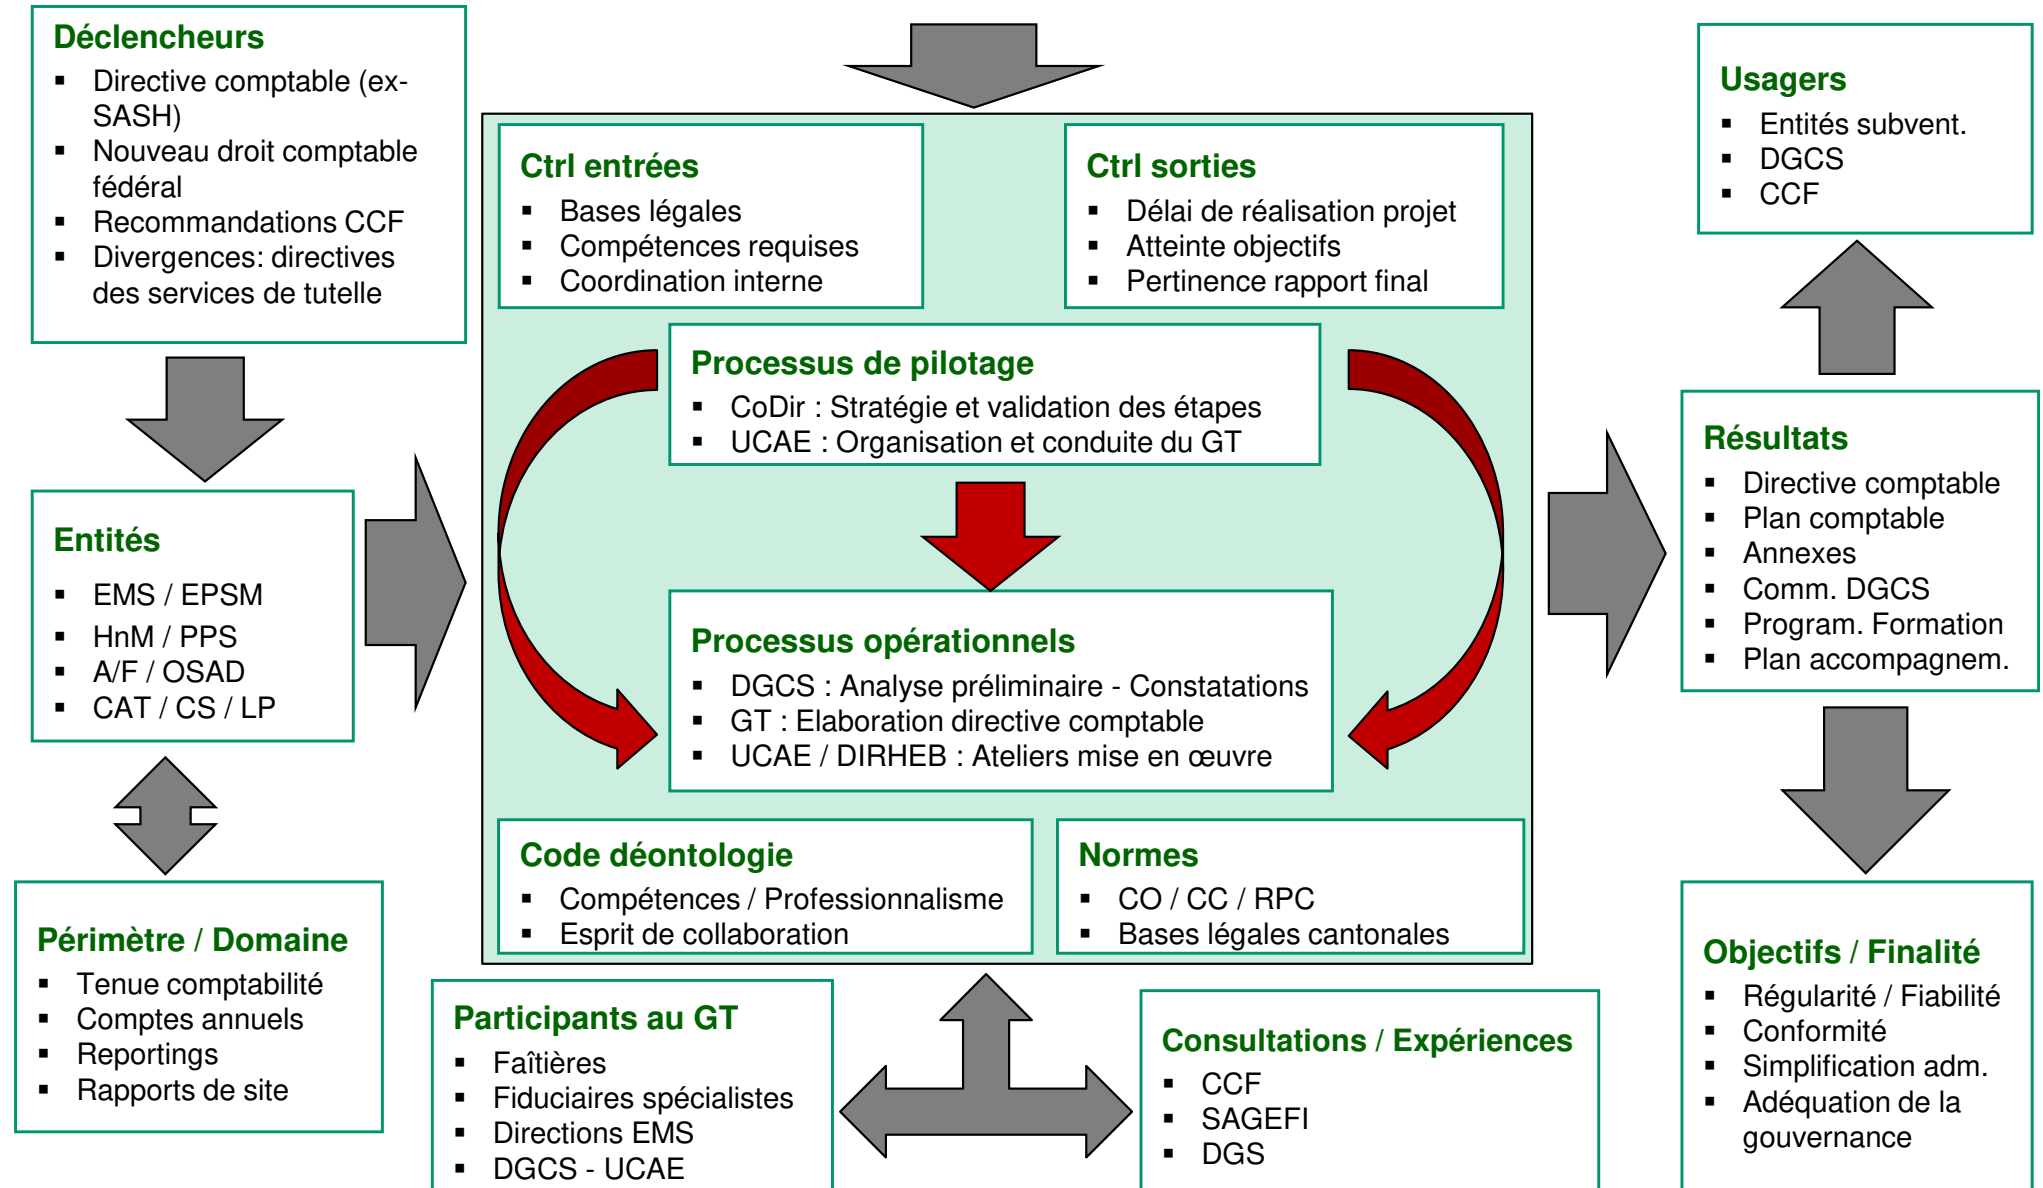 Déclencheurs
▪ Directive comptable (ex-
SASH)
▪ Nouveau droit comptable
fédéral
▪ Recommandations CCF
▪ Divergences: directives
des services de tutelle
Entités
▪ EMS / EPSM
▪ HnM / PPS
▪ A/F / OSAD
▪ CAT / CS / LP
Périmètre / Domaine
▪ Tenue comptabilité
▪ Comptes annuels
▪ Reportings
▪ Rapports de site
Ctrl entrées
▪ Bases légales
▪ Compétences requises
▪ Coordination interne
Ctrl sorties
▪ Délai de réalisation projet
▪ Atteinte objectifs
▪ Pertinence rapport final
Processus de pilotage
▪ CoDir : Stratégie et validation des étapes
▪ UCAE : Organisation et conduite du GT
Processus opérationnels
▪ DGCS : Analyse préliminaire - Constatations
▪ GT : Elaboration directive comptable
▪ UCAE / DIRHEB : Ateliers mise en œuvre
Code déontologie
▪ Compétences / Professionnalisme
▪ Esprit de collaboration
Normes
▪ CO / CC / RPC
▪ Bases légales cantonales
Participants au GT
▪ Faîtières
▪ Fiduciaires spécialistes
▪ Directions EMS
▪ DGCS - UCAE
Consultations / Expériences
▪ CCF
▪ SAGEFI
▪ DGS
Usagers
▪ Entités subvent.
▪ DGCS
▪ CCF
Résultats
▪ Directive comptable
▪ Plan comptable
▪ Annexes
▪ Comm. DGCS
▪ Program. Formation
▪ Plan accompagnem.
Objectifs / Finalité
▪ Régularité / Fiabilité
▪ Conformité
▪ Simplification adm.
▪ Adéquation de la
gouvernance